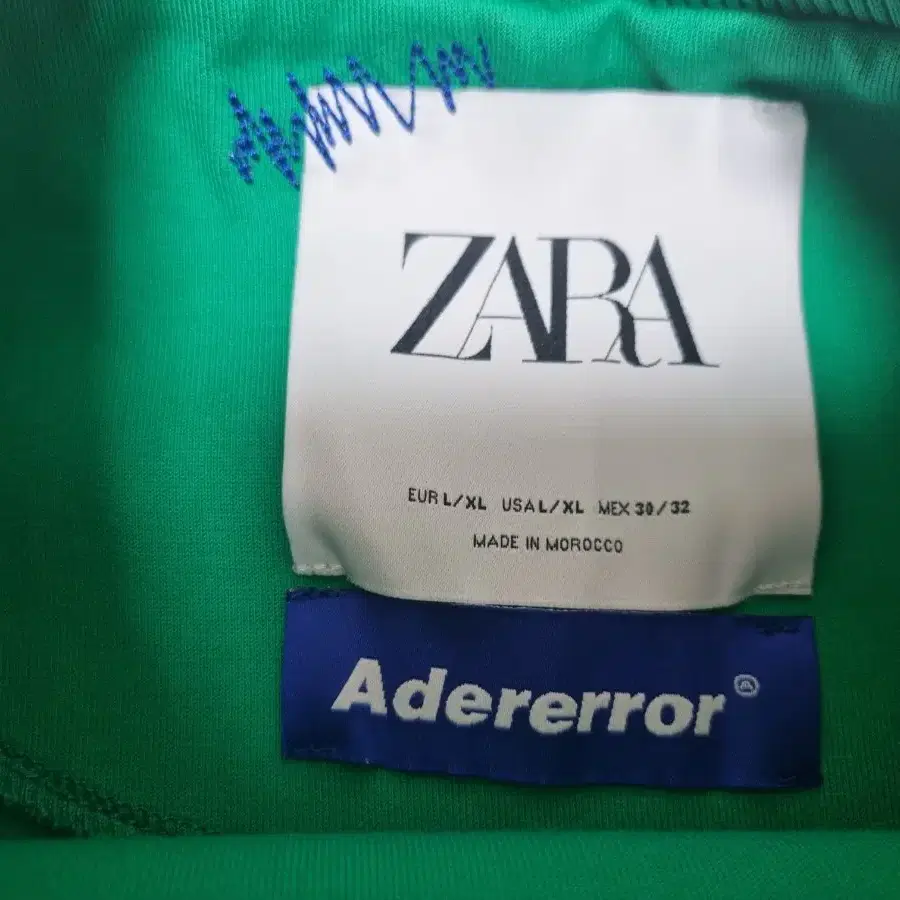 ZARA
EUR L/XL USA L/XL MEX 30/32
MADE IN MOROCCO
Adererror